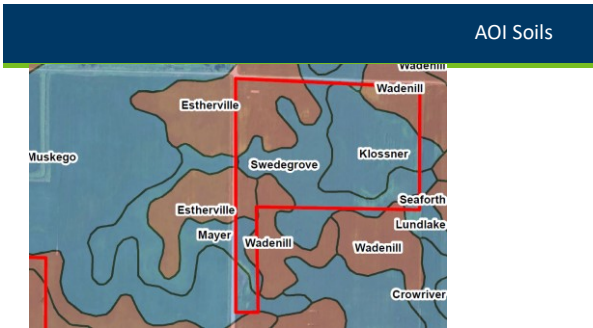 AOI Soils
Wadenill
Wadenill
Estherville
Muskego
Swedegrove
Klossner
Seaforth
Estherville
Lundlake
Mayer
Wadenill
Wadenill
Crowriver